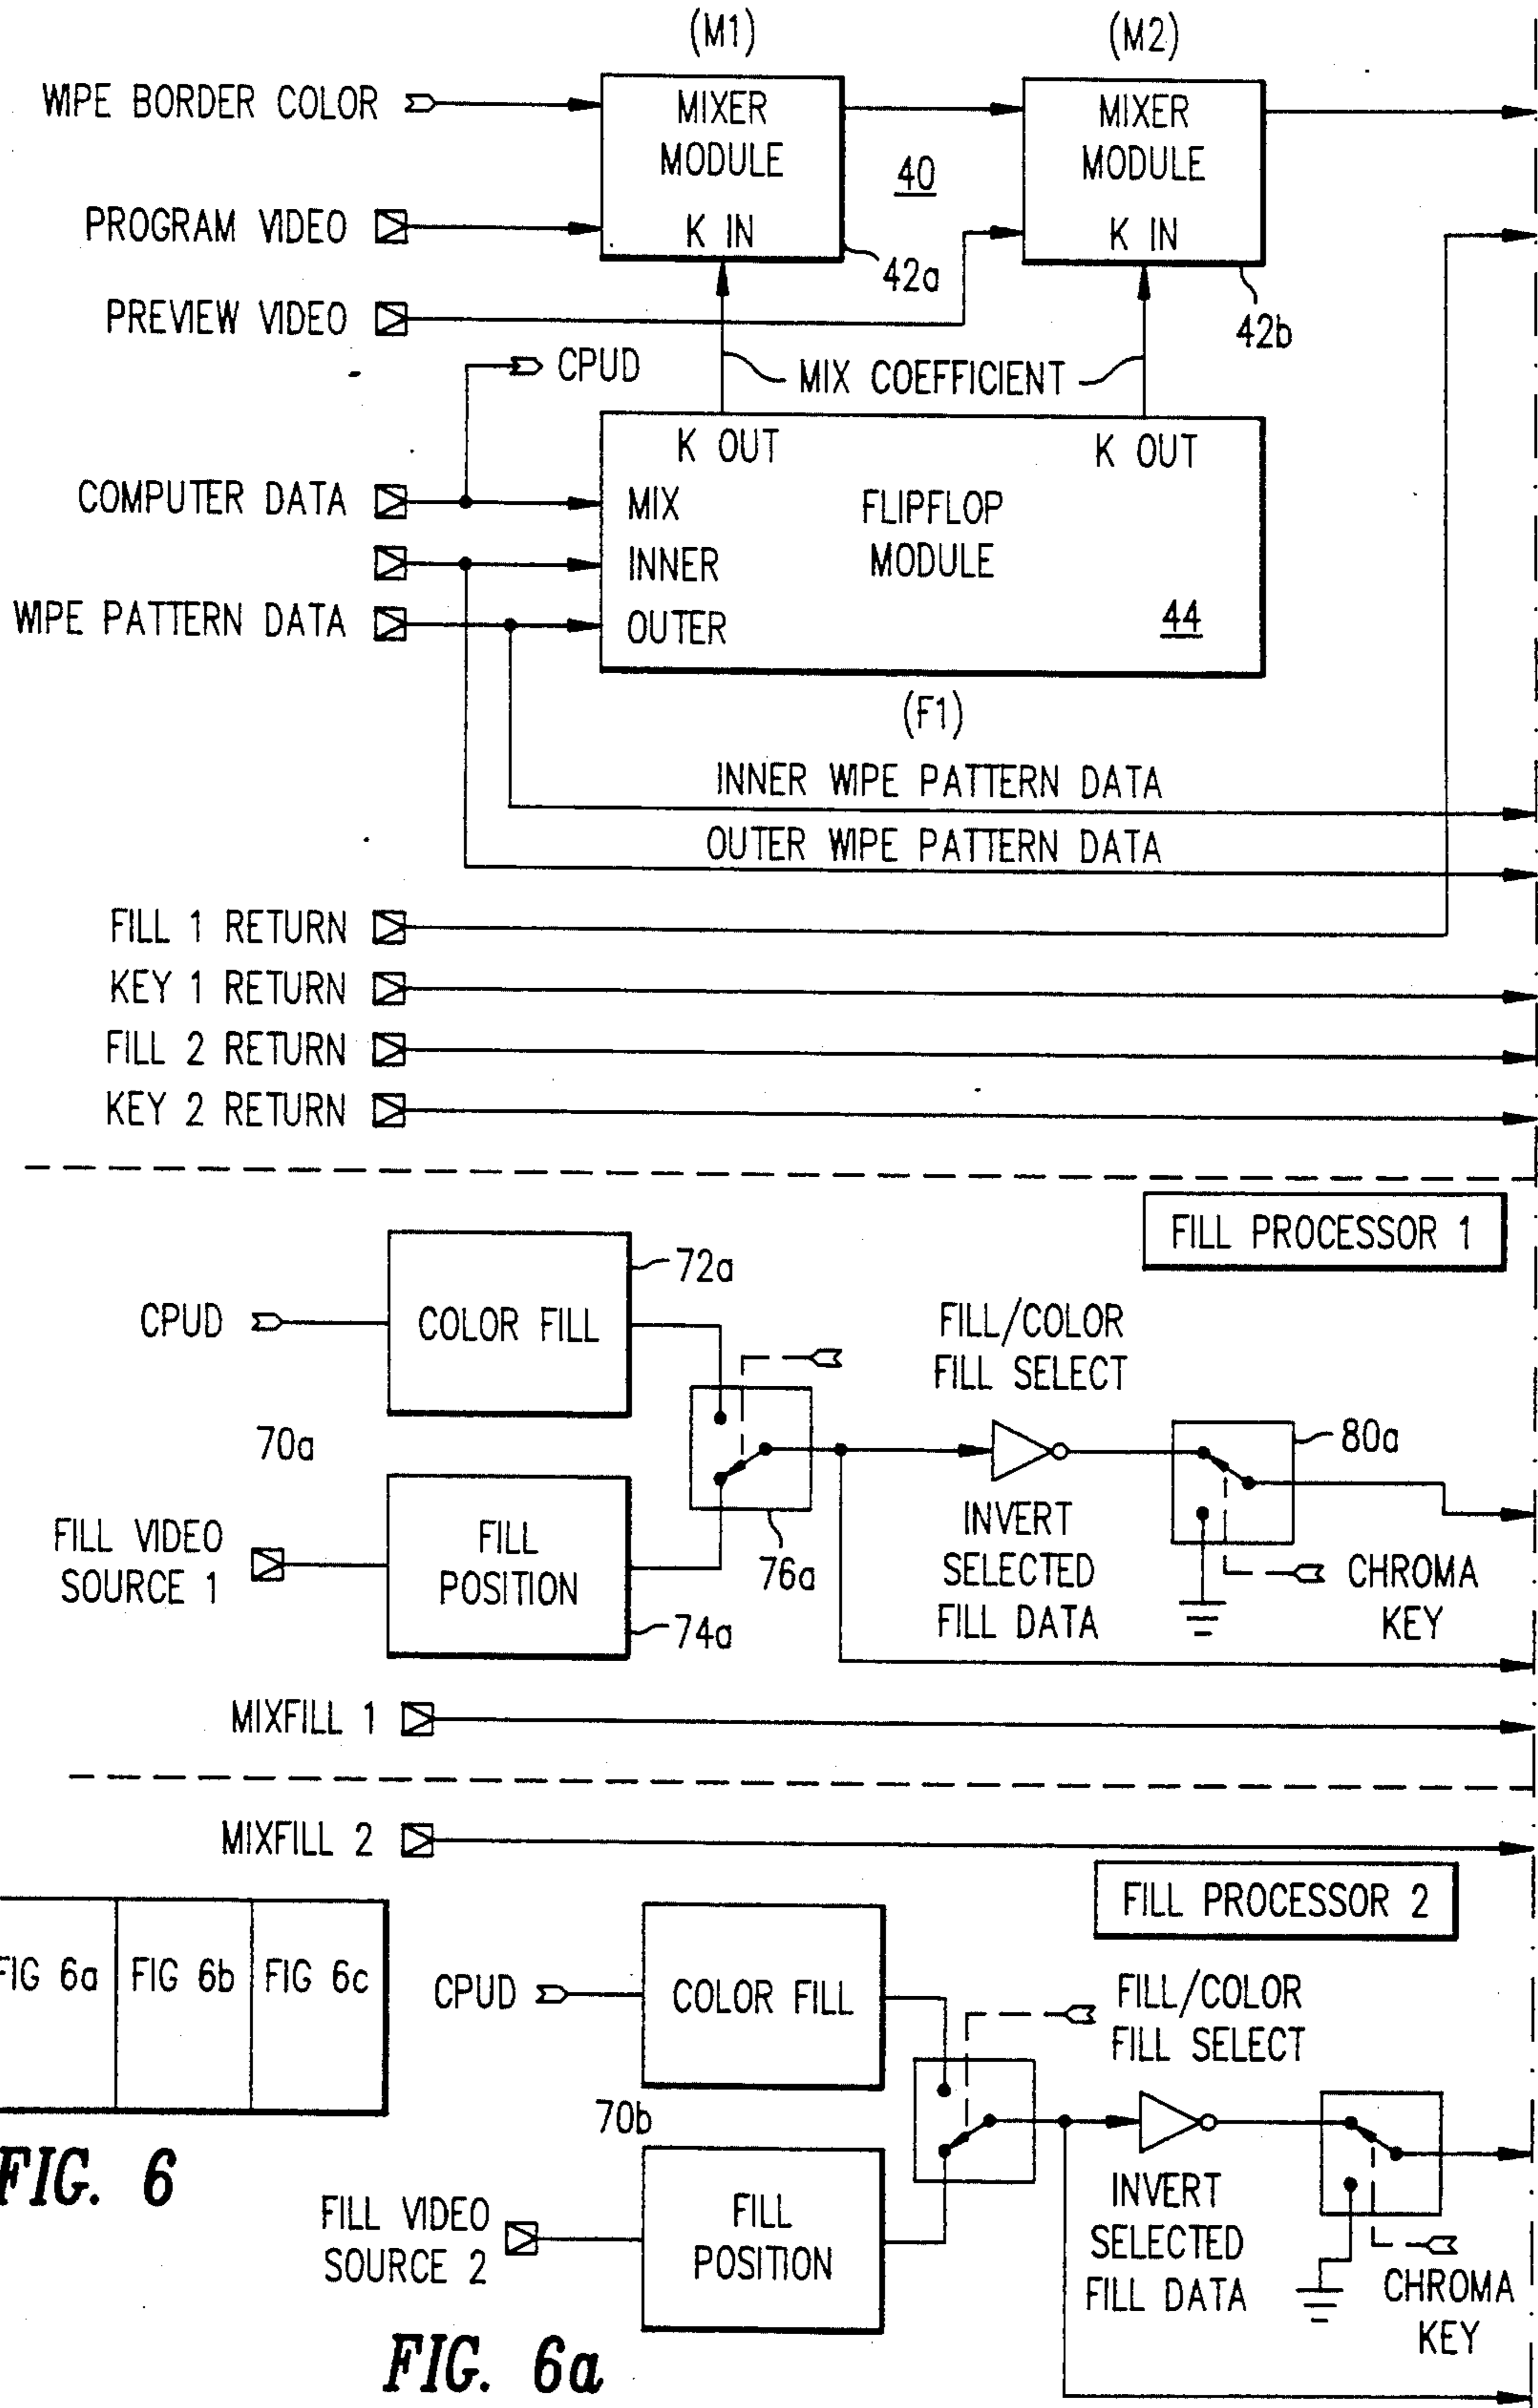 (M1)
(M2)
WIPE BORDER COLOR
MIXER
MODULE
K IN
MIXER
MODULE
K IN
40
PROGRAM VIDEO
42a
PREVIEW VIDEO
42b
CPUD
MIX COEFFICIENT
K OUT
K OUT
COMPUTER DATA
MIX
FLIPFLOP
MODULE
INNER
WIPE PATTERN DATA
OUTER
44
(F1)
INNER WIPE PATTERN DATA
OUTER WIPE PATTERN DATA
FILL 1 RETURN
KEY 1 RETURN
FILL 2 RETURN
KEY 2 RETURN
FILL PROCESSOR 1
72a
CPUD
COLOR FILL
FILL/COLOR
FILL SELECT
70a
80a
FILL VIDEO
SOURCE 1
FILL
POSITION
76a
INVERT
SELECTED
FILL DATA
CHROMA
KEY
74a
MIXFILL 1
MIXFILL 2
FILL PROCESSOR 2
FIG 6a
FIG 6b
FIG 6c
CPUD
COLOR FILL
FILL/COLOR
FILL SELECT
70b
FIG. 6
FILL VIDEO
SOURCE 2
FILL
POSITION
INVERT
SELECTED
FILL DATA
CHROMA
KEY
FIG. 6a